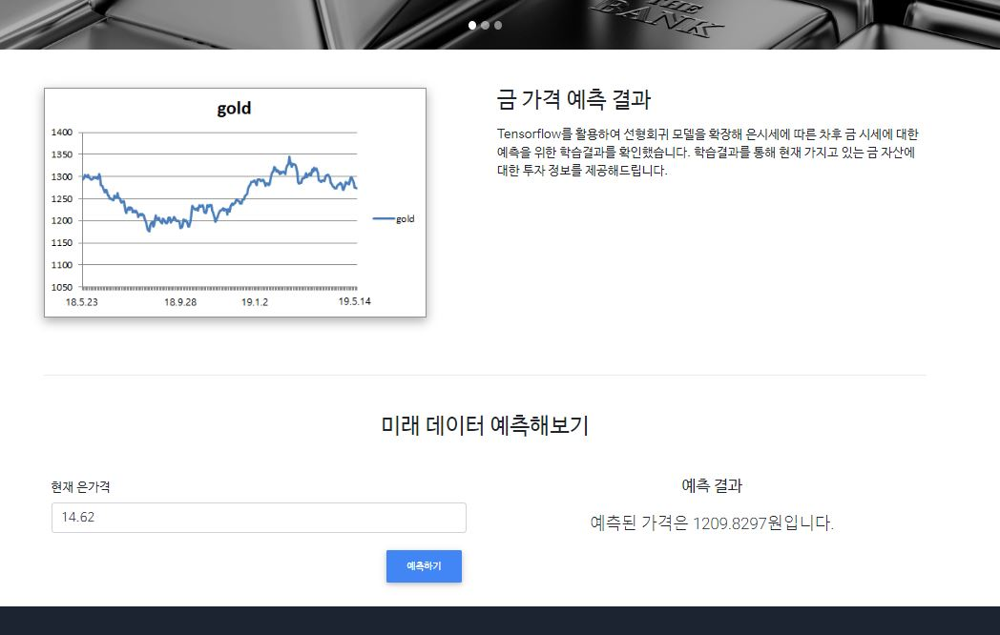 THE
BANK
gold
1400
1350
1300
1250
1200
1150
1100
1050
18.5.23 18.9.28 19.1.2 19.5.14
gold
금 가격 예측 결과
Tensorflow를 활용하여 선형회귀 모델을 확장해 은시세에 따른 차후 금 시세에 대한
예측을 위한 학습결과를 확인했습니다. 학습결과를 통해 현재 가지고 있는 금 자산에
대한 투자 정보를 제공해드립니다.
미래 데이터 예측해보기
현재 은가격
14.62
예측하기
예측 결과
예측된 가격은 1209.8297원입니다.